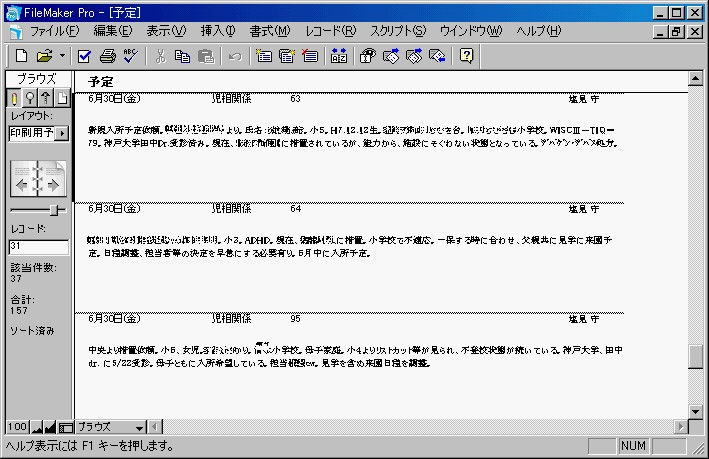 FileMaker Pro - [予定]
ファイル(F) 編集(E) 表示(V) 挿入(I) 書式(M) レコード(R) スクリプト(S) ウインドウ(W) ヘルプ(H)
ABC
ブラウズ
予定
レイアウト:
印刷用予
レコード:
31
該当件数:
37
合計:
157
ソート済み
6月30日(金) 児相関係 63 塩見 守
新規入所予定依頼。 より。氏名: 小5。H7.12.12生。 小学校。WISCⅢ－TIQ＝
79。神戸大学田中Dr.受診済み。現在、 に措置されているが、能力から、施設にそぐわない状態となっている。 処方。
6月30日(金) 児相関係 64 塩見 守
小3。ADHD。現在、 に措置。小学校で不適応。一保する時に合わせ、父親共に見学に来園予
定。日程調整、担当者等の決定を早急にする必要有り。6月中に入所予定。
6月30日(金) 児相関係 95 塩見 守
中央より措置依頼。小6、女児。 小学校。母子家庭。小4よりリストカット等が見られ、不登校状態が続いている。神戸大学、田中
dr. に5/22受診。母子ともに入所希望している。担当 cw。見学を含め来園日程を調整。
100 ブラウズ
ヘルプ表示には F1 キーを押します。 NUM